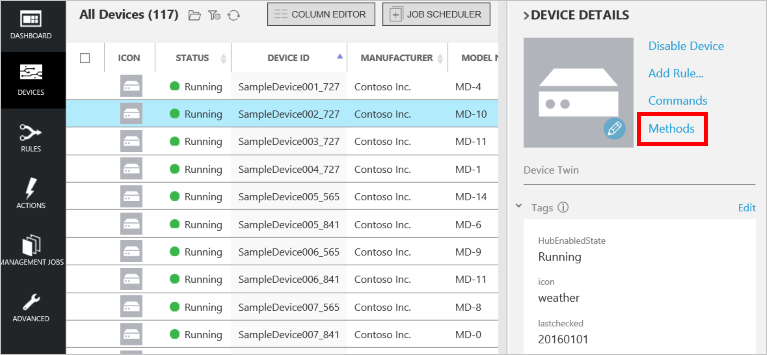 DASHBOARD
DEVICES
RULES
ACTIONS
MANAGEMENT JOBS
ADVANCED
All Devices (117)
COLUMN EDITOR
JOB SCHEDULER
ICON STATUS DEVICE ID MANUFACTURER MODEL N
Running SampleDevice001_727 Contoso Inc. MD-4
Running SampleDevice002_727 Contoso Inc. MD-10
Running SampleDevice003_727 Contoso Inc. MD-11
Running SampleDevice004_727 Contoso Inc. MD-1
Running SampleDevice005_565 Contoso Inc. MD-14
Running SampleDevice005_841 Contoso Inc. MD-6
Running SampleDevice006_565 Contoso Inc. MD-9
Running SampleDevice006_841 Contoso Inc. MD-11
Running SampleDevice007_565 Contoso Inc. MD-8
Running SampleDevice007_841 Contoso Inc. MD-0
DEVICE DETAILS
Disable Device
Add Rule...
Commands
Methods
Device Twin
Tags Edit
HubEnabledState
Running
icon
weather
lastchecked
20160101